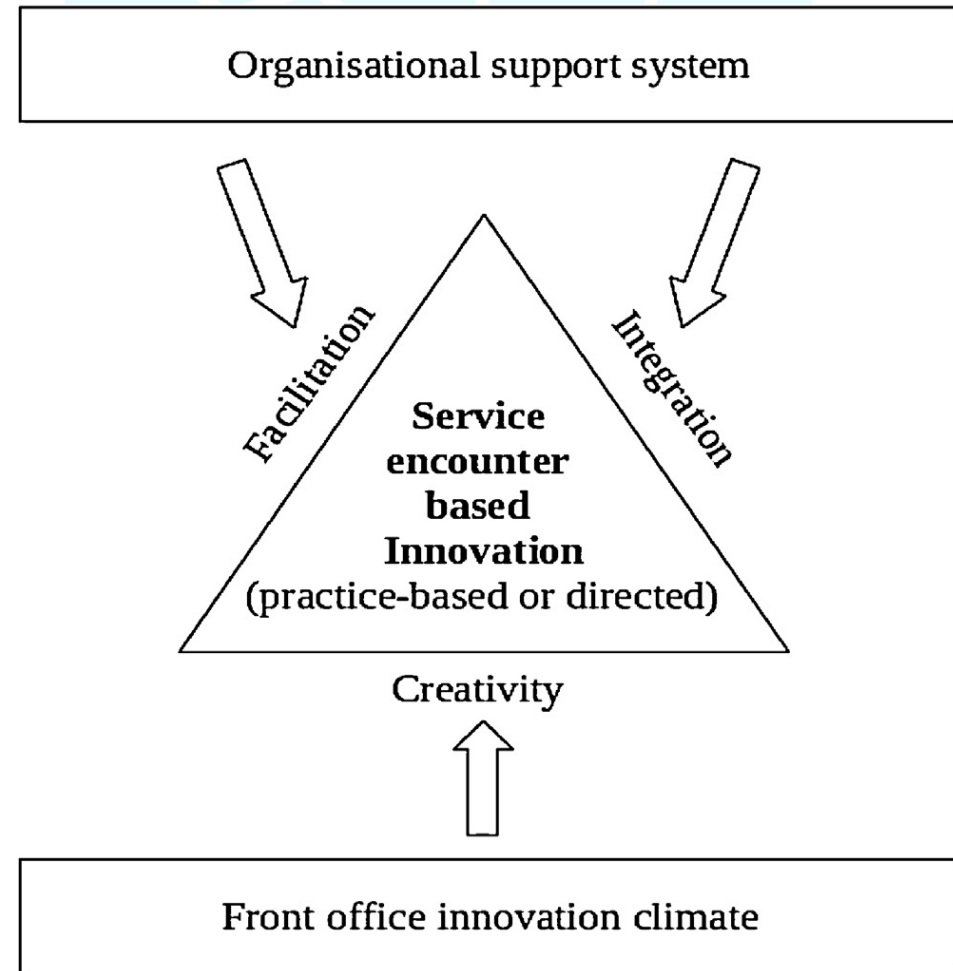 Organisational support system
Facilitation
Integration
Service
encounter
based
Innovation
(practice-based or directed)
Creativity
Front office innovation climate